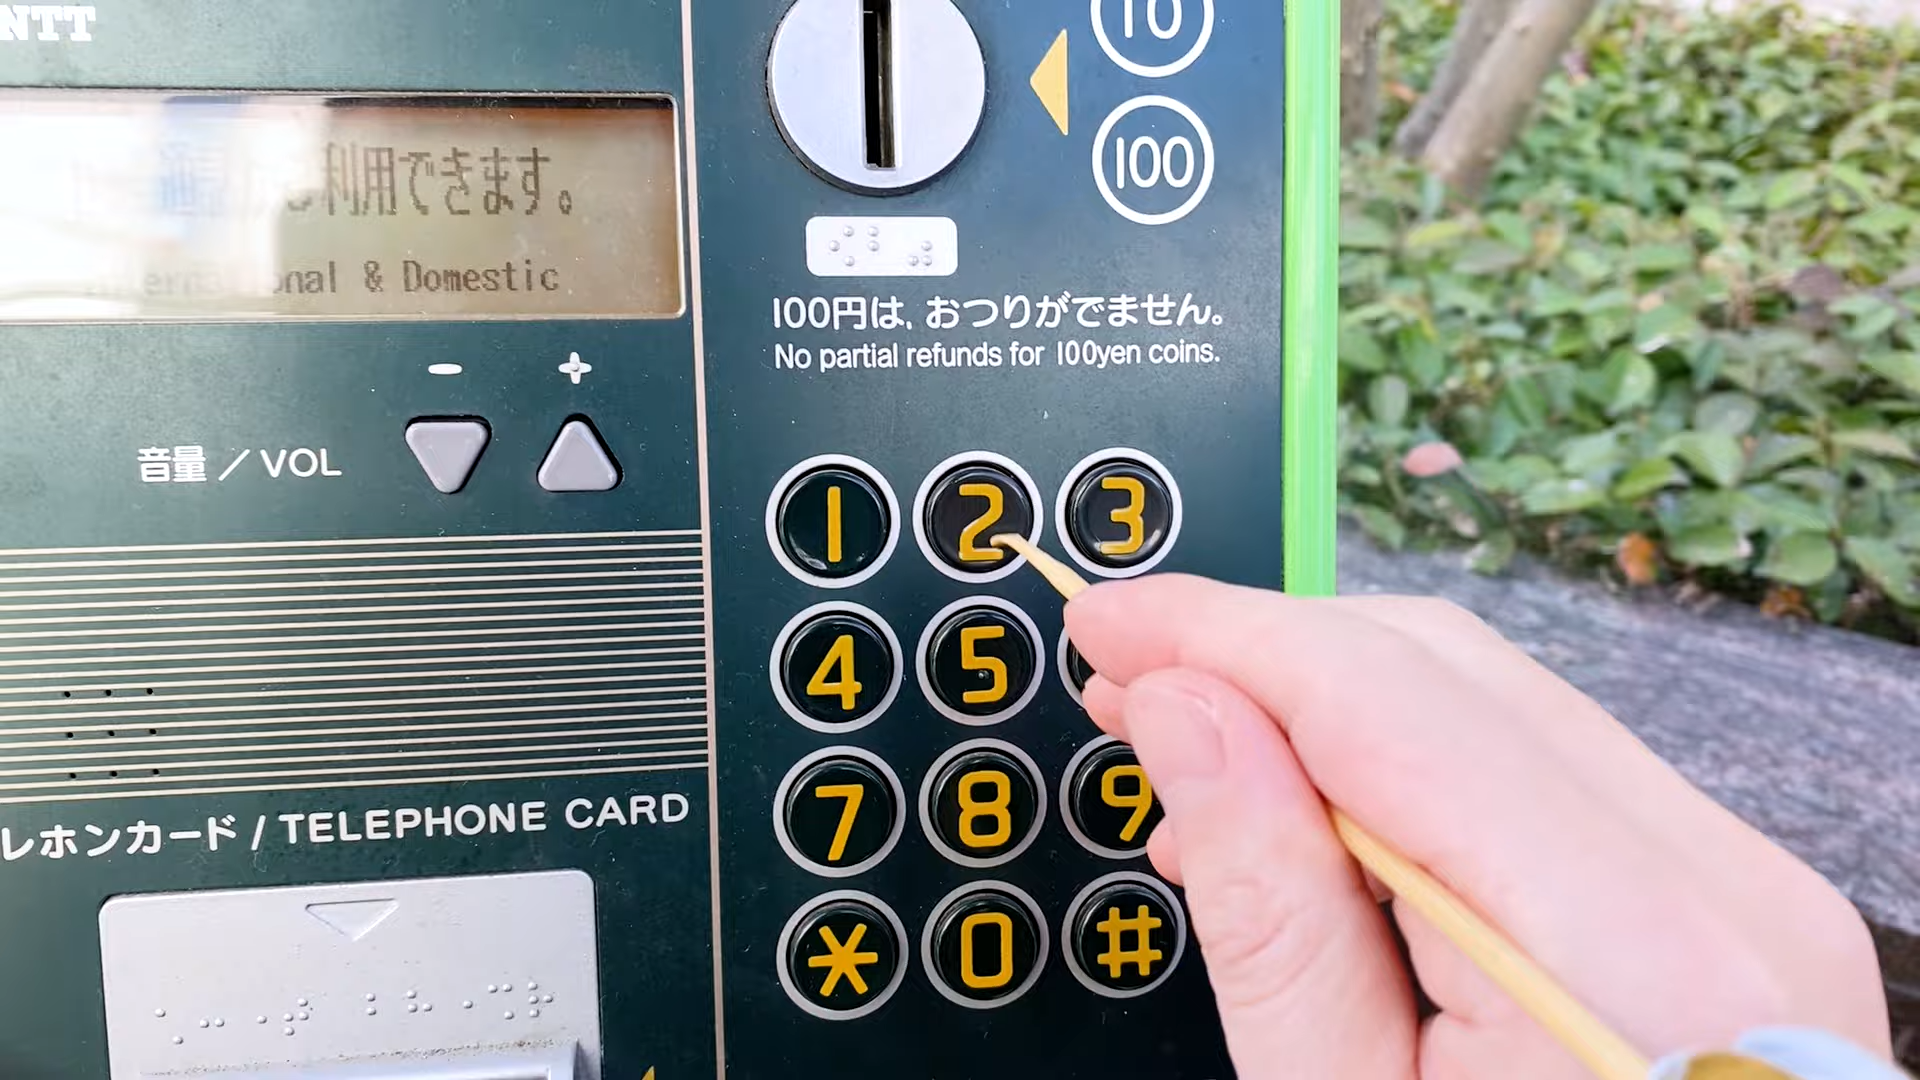 NTT
利用できます。
onal & Domestic
10
100
100円は、おつりがでません。
No partial refunds for 100yen coins.
- +
音量 / VOL
1 2 3
4 5
7 8 9
* 0 #
レホンカード / TELEPHONE CARD